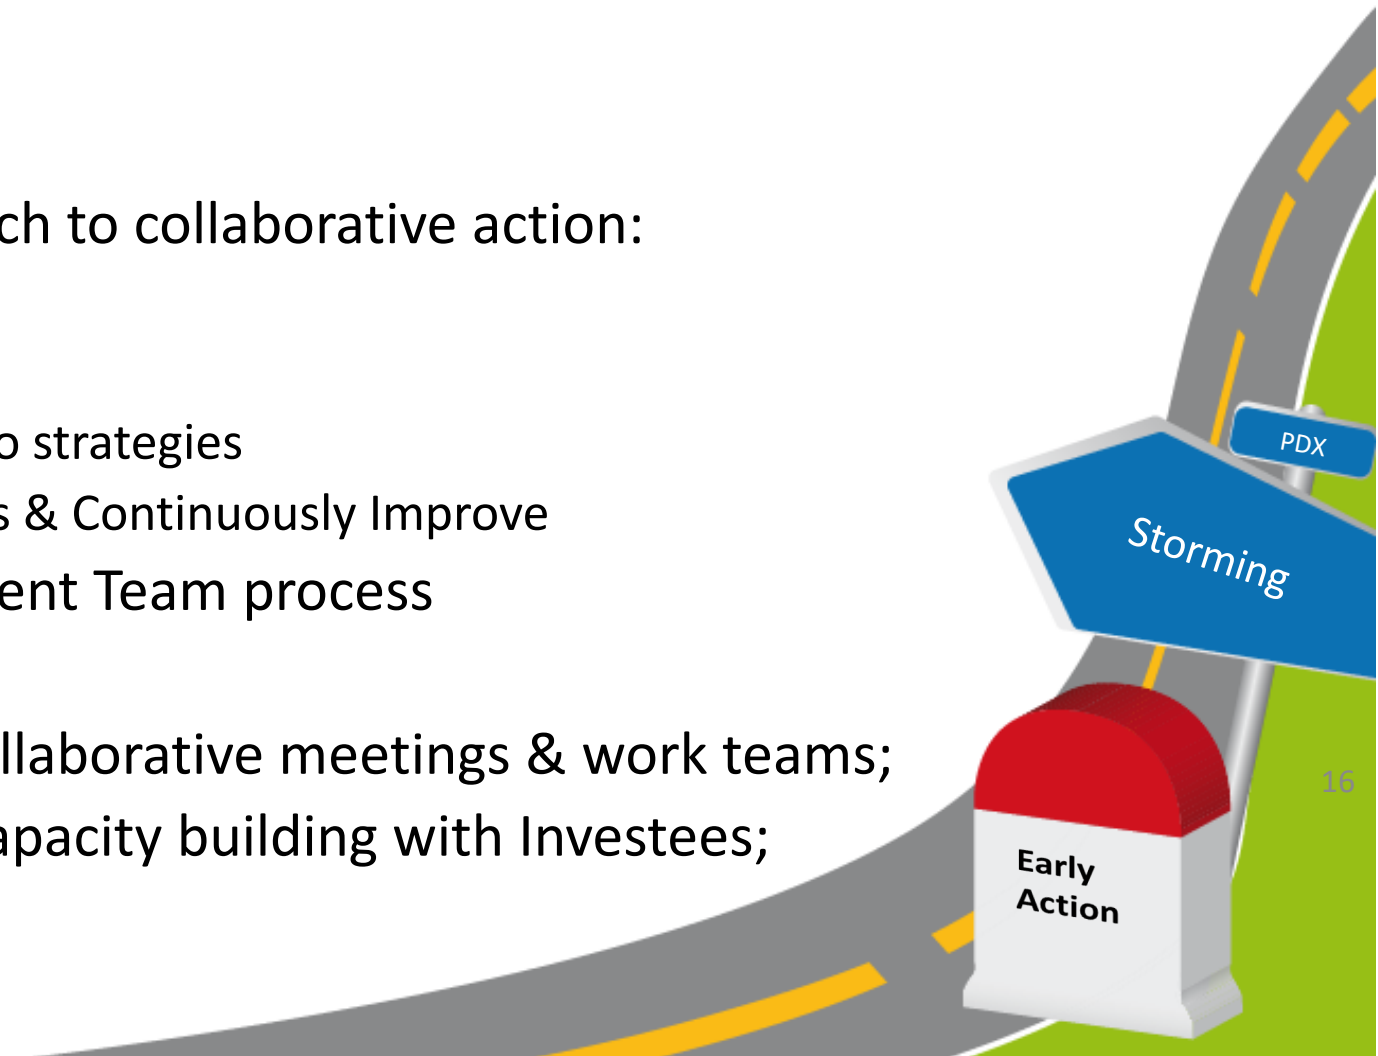 ch to collaborative action:
o strategies
s & Continuously Improve
ent Team process
llaborative meetings & work teams;
apacity building with Investees;
PDX
Storming
16
Early
Action